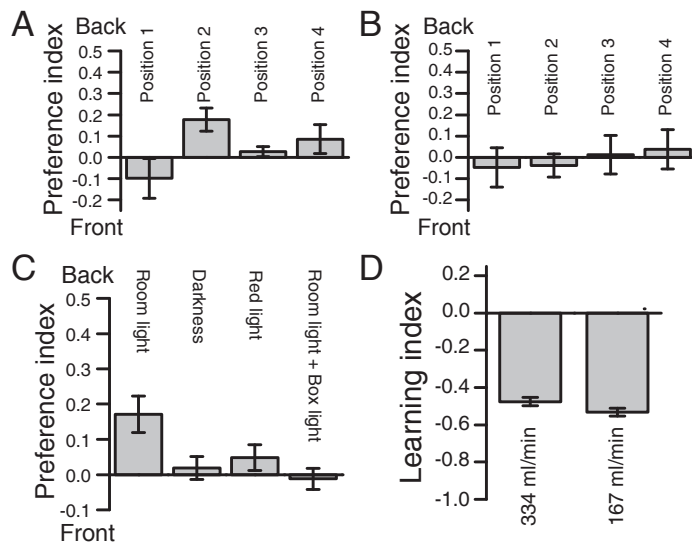 A
Back
Preference index
0.5
0.4
0.3
0.2
0.1
0.0
-0.1
-0.2
Position 1
Position 2
Position 3
Position 4
Front
B
Back
Preference index
0.5
0.4
0.3
0.2
0.1
0.0
-0.1
-0.2
Position 1
Position 2
Position 3
Position 4
Front
C
Back
Preference index
0.5
0.4
0.3
0.2
0.1
0.0
-0.1
Room light
Darkness
Red light
Room light + Box light
Front
D
Learning index
0.2
0.0
-0.2
-0.4
-0.6
-0.8
-1.0
334 ml/min
167 ml/min